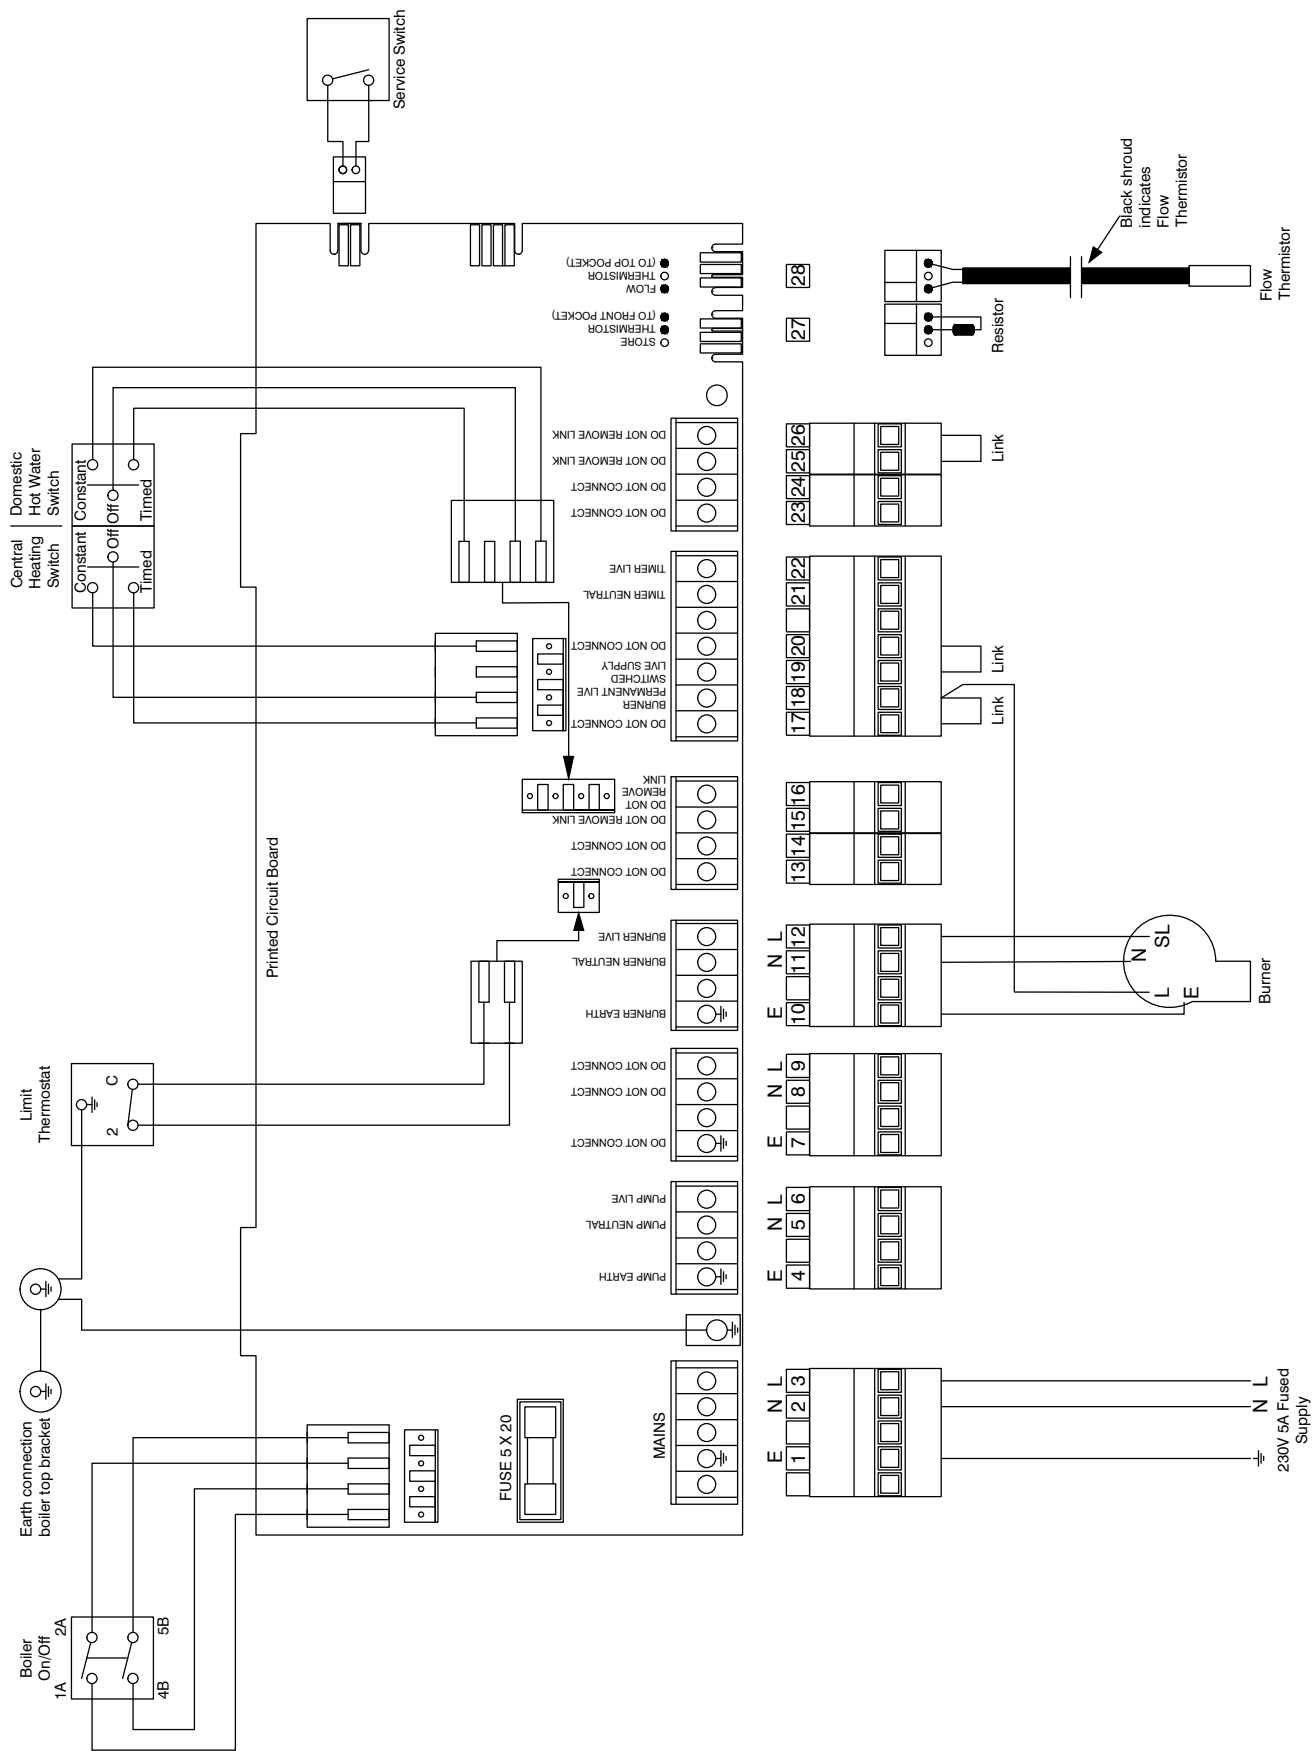 Boiler
On/Off
1A
2A
4B
5B
Earth connection
boiler top bracket
Limit
Thermostat
2
C
Central
Heating
Switch
Domestic
Hot Water
Switch
Constant
Off
Timed
Constant
Off
Timed
Service Switch
Printed Circuit Board
FUSE 5 X 20
MAINS
PUMP EARTH
PUMP NEUTRAL
PUMP LIVE
DO NOT CONNECT
DO NOT CONNECT
DO NOT CONNECT
BURNER EARTH
BURNER NEUTRAL
BURNER LIVE
DO NOT CONNECT
DO NOT CONNECT
DO NOT REMOVE LINK
DO NOT
REMOVE
LINK
DO NOT CONNECT
BURNER
PERMANENT LIVE
SWITCHED
LIVE SUPPLY
DO NOT CONNECT
TIMER NEUTRAL
TIMER LIVE
DO NOT CONNECT
DO NOT CONNECT
DO NOT REMOVE LINK
DO NOT REMOVE LINK
STORE
THERMISTOR
(TO FRONT POCKET)
FLOW
THERMISTOR
(TO TOP POCKET)
E N L
1 2 3
E N L
4 5 6
E N L
7 8 9
E N L
10 11 12
13 14 15 16
17 18 19 20 21 22
23 24 25 26
27
28
Link
Link
Link
Resistor
Black shroud
indicates
Flow
Thermistor
Flow
Thermistor
L
E
N
SL
Burner
N L
230V 5A Fused
Supply